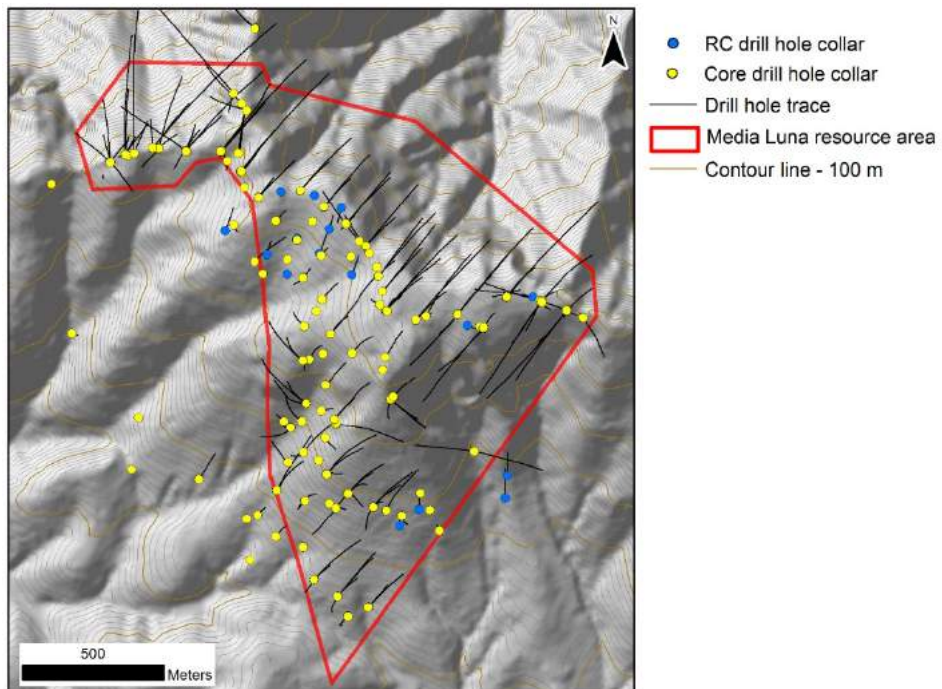 N
RC drill hole collar
Core drill hole collar
Drill hole trace
Media Luna resource area
Contour line - 100 m
500
Meters